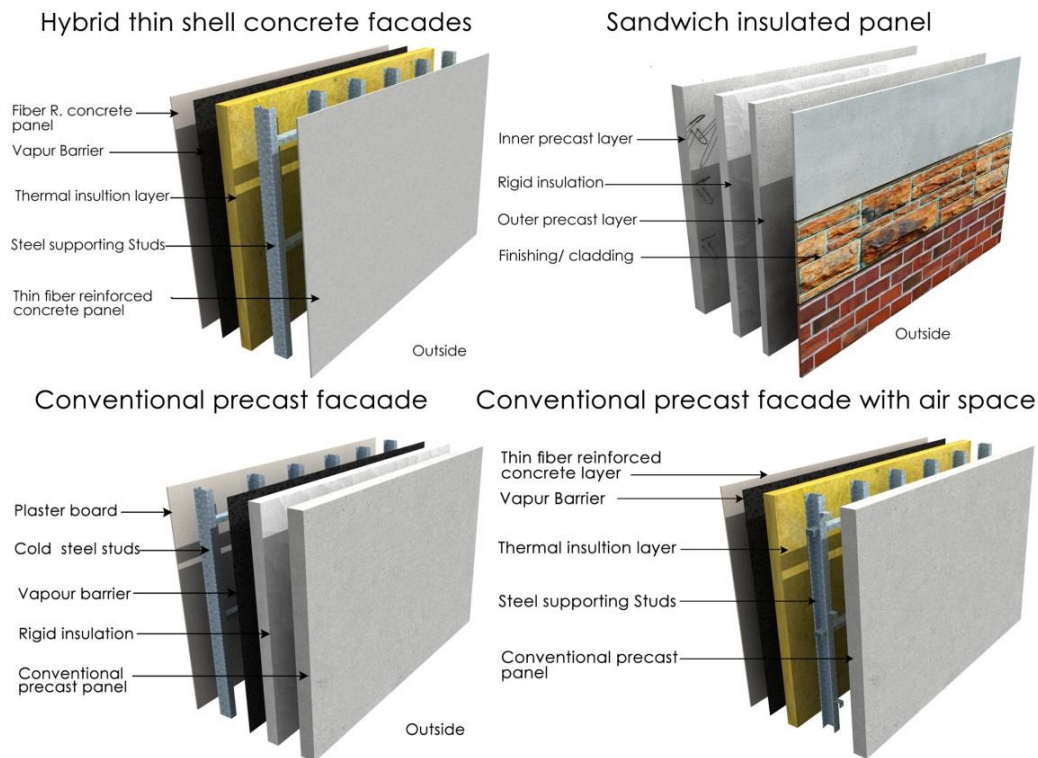 Hybrid thin shell concrete facades
Fiber R. concrete
panel
Vapur Barrier
Thermal insultion layer
Steel supporting Studs
Thin fiber reinforced
concrete panel
Outside
Sandwich insulated panel
Inner precast layer
Rigid insulation
Outer precast layer
Finishing/ cladding
Outside
Conventional precast facaade
Plaster board
Cold steel studs
Vapour barrier
Rigid insulation
Conventional
precast panel
Outside
Conventional precast facade with air space
Thin fiber reinforced
concrete layer
Vapur Barrier
Thermal insultion layer
Steel supporting Studs
Conventional precast
panel